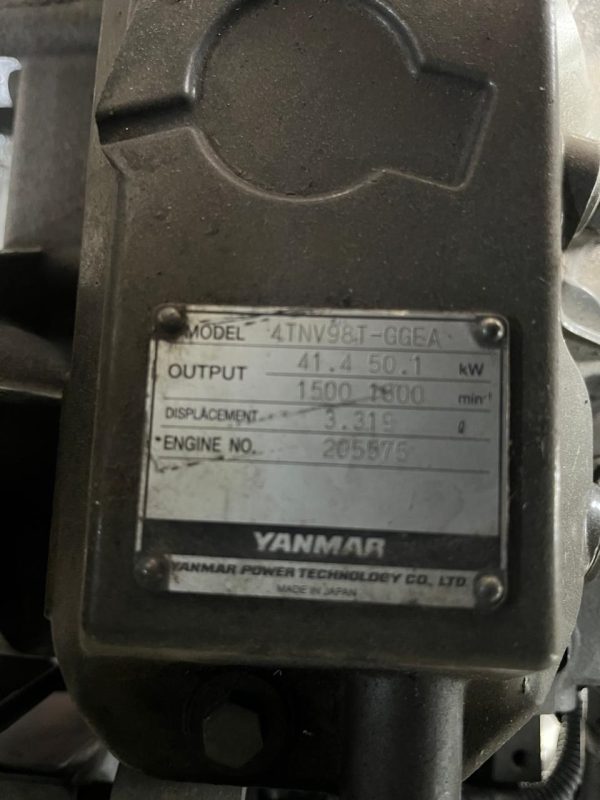 MODEL 4TNV98T-GGEA
OUTPUT 41.4 50.1 kW
1500 1800 min-¹
DISPLACEMENT 3.319 ℓ
ENGINE NO. 205575
YANMAR
YANMAR POWER TECHNOLOGY CO., LTD
MADE IN JAPAN